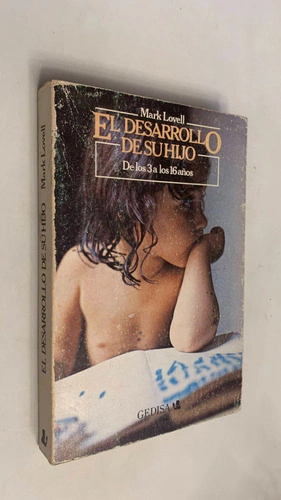 Mark Lovell
EL DESARROLLO
DE SU HIJO
De los 3 a los 16 años
GEDISA
EL DESARROLLO DE SU HIJO Mark Lovell